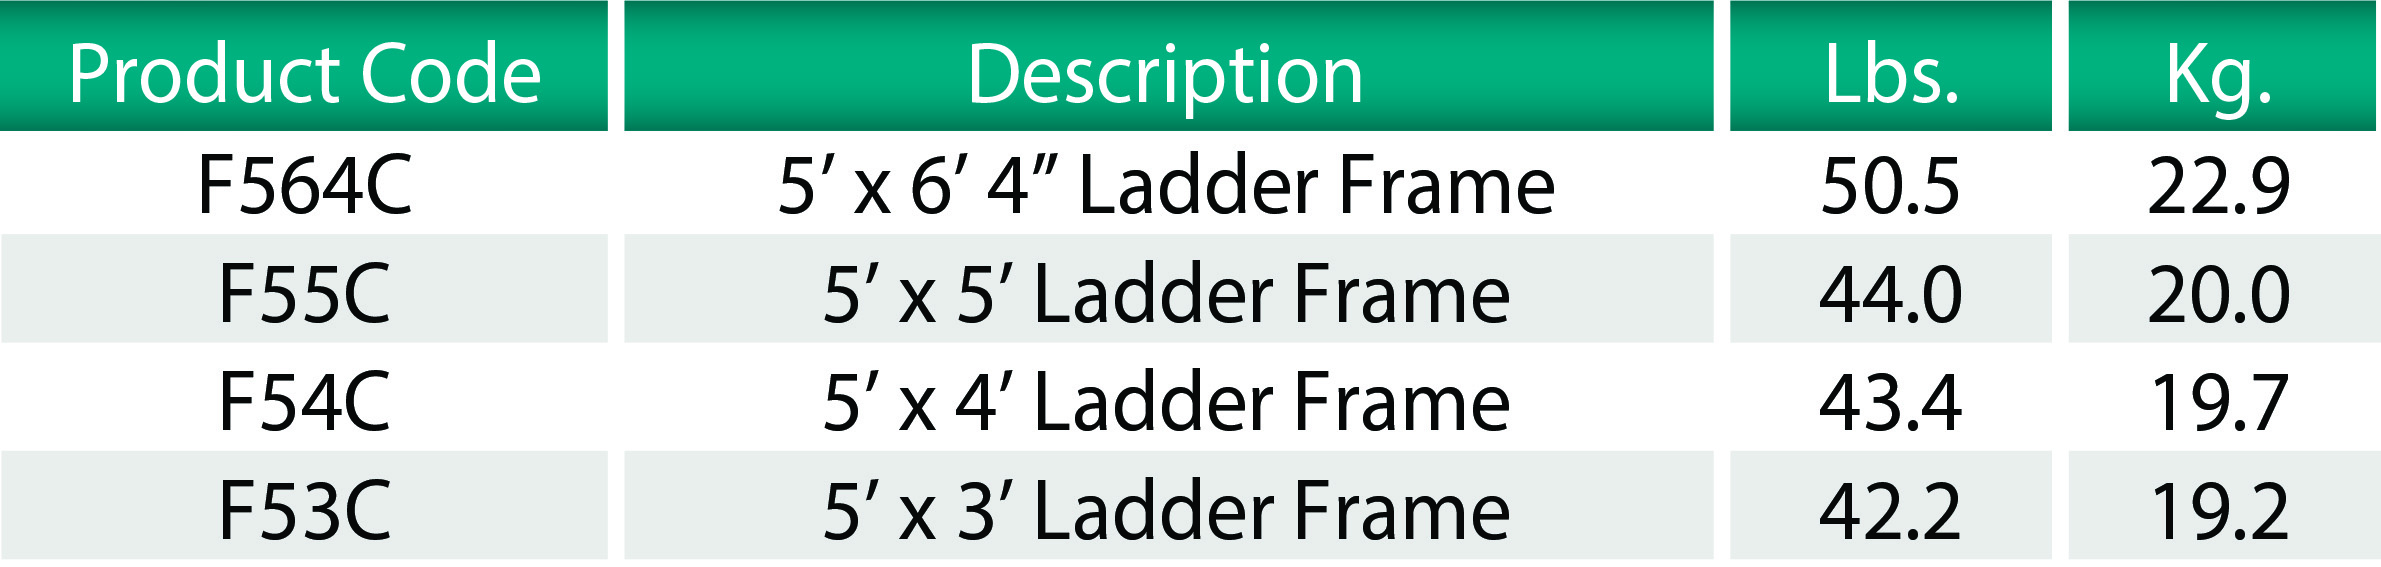 Product Code Description Lbs. Kg.
F564C 5’ x 6’ 4” Ladder Frame 50.5 22.9
F55C 5’ x 5’ Ladder Frame 44.0 20.0
F54C 5’ x 4’ Ladder Frame 43.4 19.7
F53C 5’ x 3’ Ladder Frame 42.2 19.2